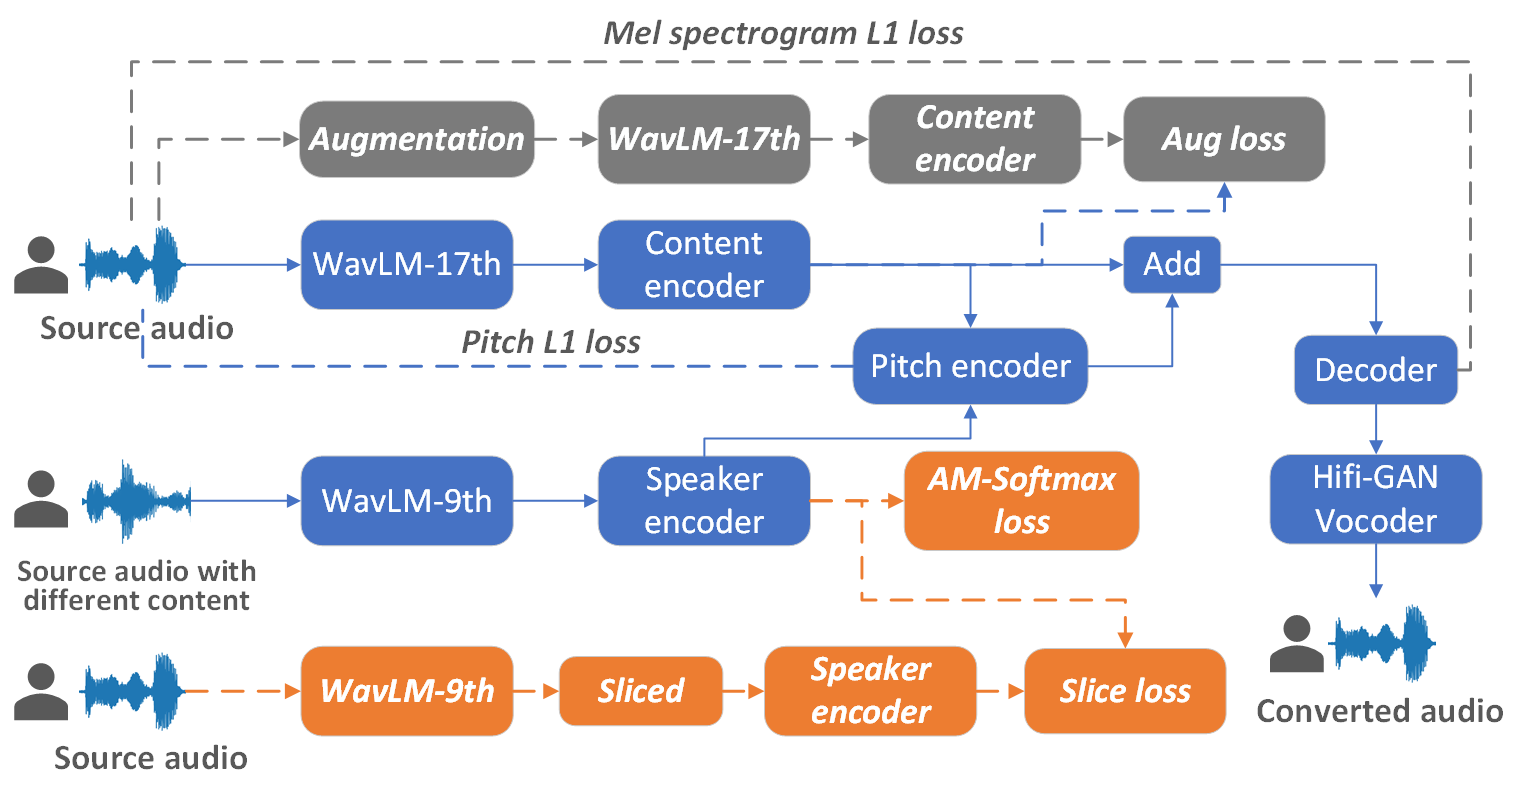 Mel spectrogram L1 loss
Augmentation
WavLM-17th
Content
encoder
Aug loss
WavLM-17th
Content
encoder
Add
Source audio
Pitch L1 loss
Pitch encoder
Decoder
WavLM-9th
Speaker
encoder
AM-Softmax
loss
Hifi-GAN
Vocoder
Source audio with
different content
WavLM-9th
Sliced
Speaker
encoder
Slice loss
Converted audio
Source audio